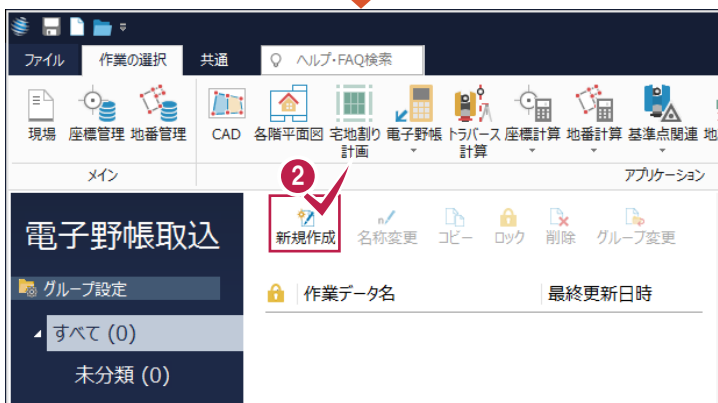 ファイル 作業の選択 共通 ヘルプ・FAQ検索
現場 座標管理 地番管理 CAD 各階平面図 宅地割り 電子野帳 トラバース 座標計算 地番計算 基準点関連 地
計画 計算
メイン アプリケーション
2
電子野帳取込
新規作成 名称変更 コピー ロック 削除 グループ変更
グループ設定
作業データ名 最終更新日時
すべて (0)
未分類 (0)